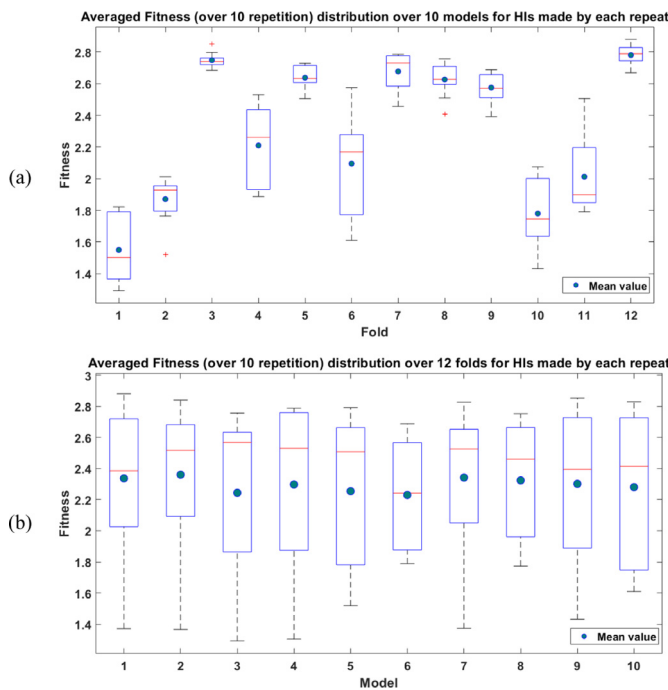 Averaged Fitness (over 10 repetition) distribution over 10 models for HIs made by each repeat
(a)
Fitness
2.8
2.6
2.4
2.2
2
1.8
1.6
1.4
1 2 3 4 5 6 7 8 9 10 11 12
Fold
Mean value
Averaged Fitness (over 10 repetition) distribution over 12 folds for HIs made by each repeat
(b)
Fitness
3
2.8
2.6
2.4
2.2
2
1.8
1.6
1.4
1 2 3 4 5 6 7 8 9 10
Model
Mean value